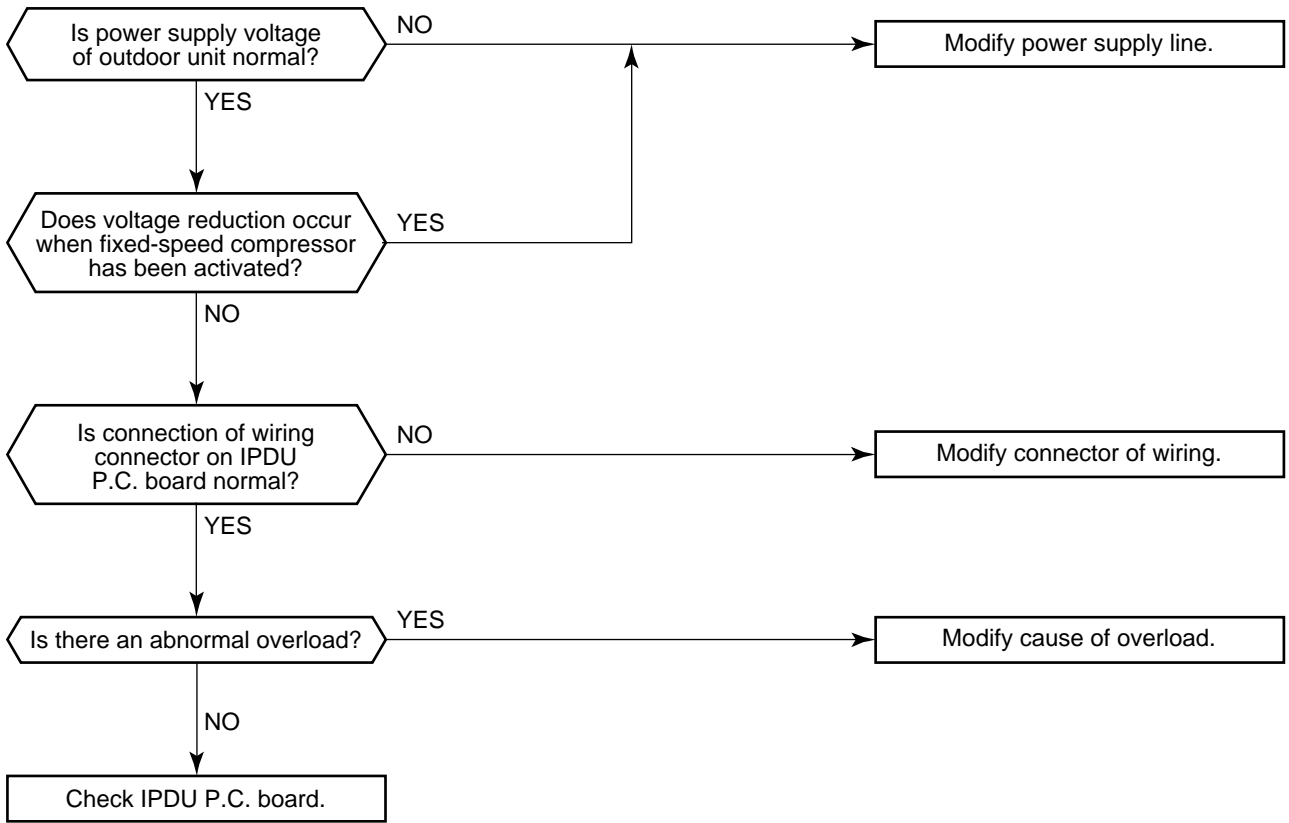 Is power supply voltage
of outdoor unit normal?
NO
Modify power supply line.
YES
Does voltage reduction occur
when fixed-speed compressor
has been activated?
YES
NO
Is connection of wiring
connector on IPDU
P.C. board normal?
NO
Modify connector of wiring.
YES
Is there an abnormal overload?
YES
Modify cause of overload.
NO
Check IPDU P.C. board.